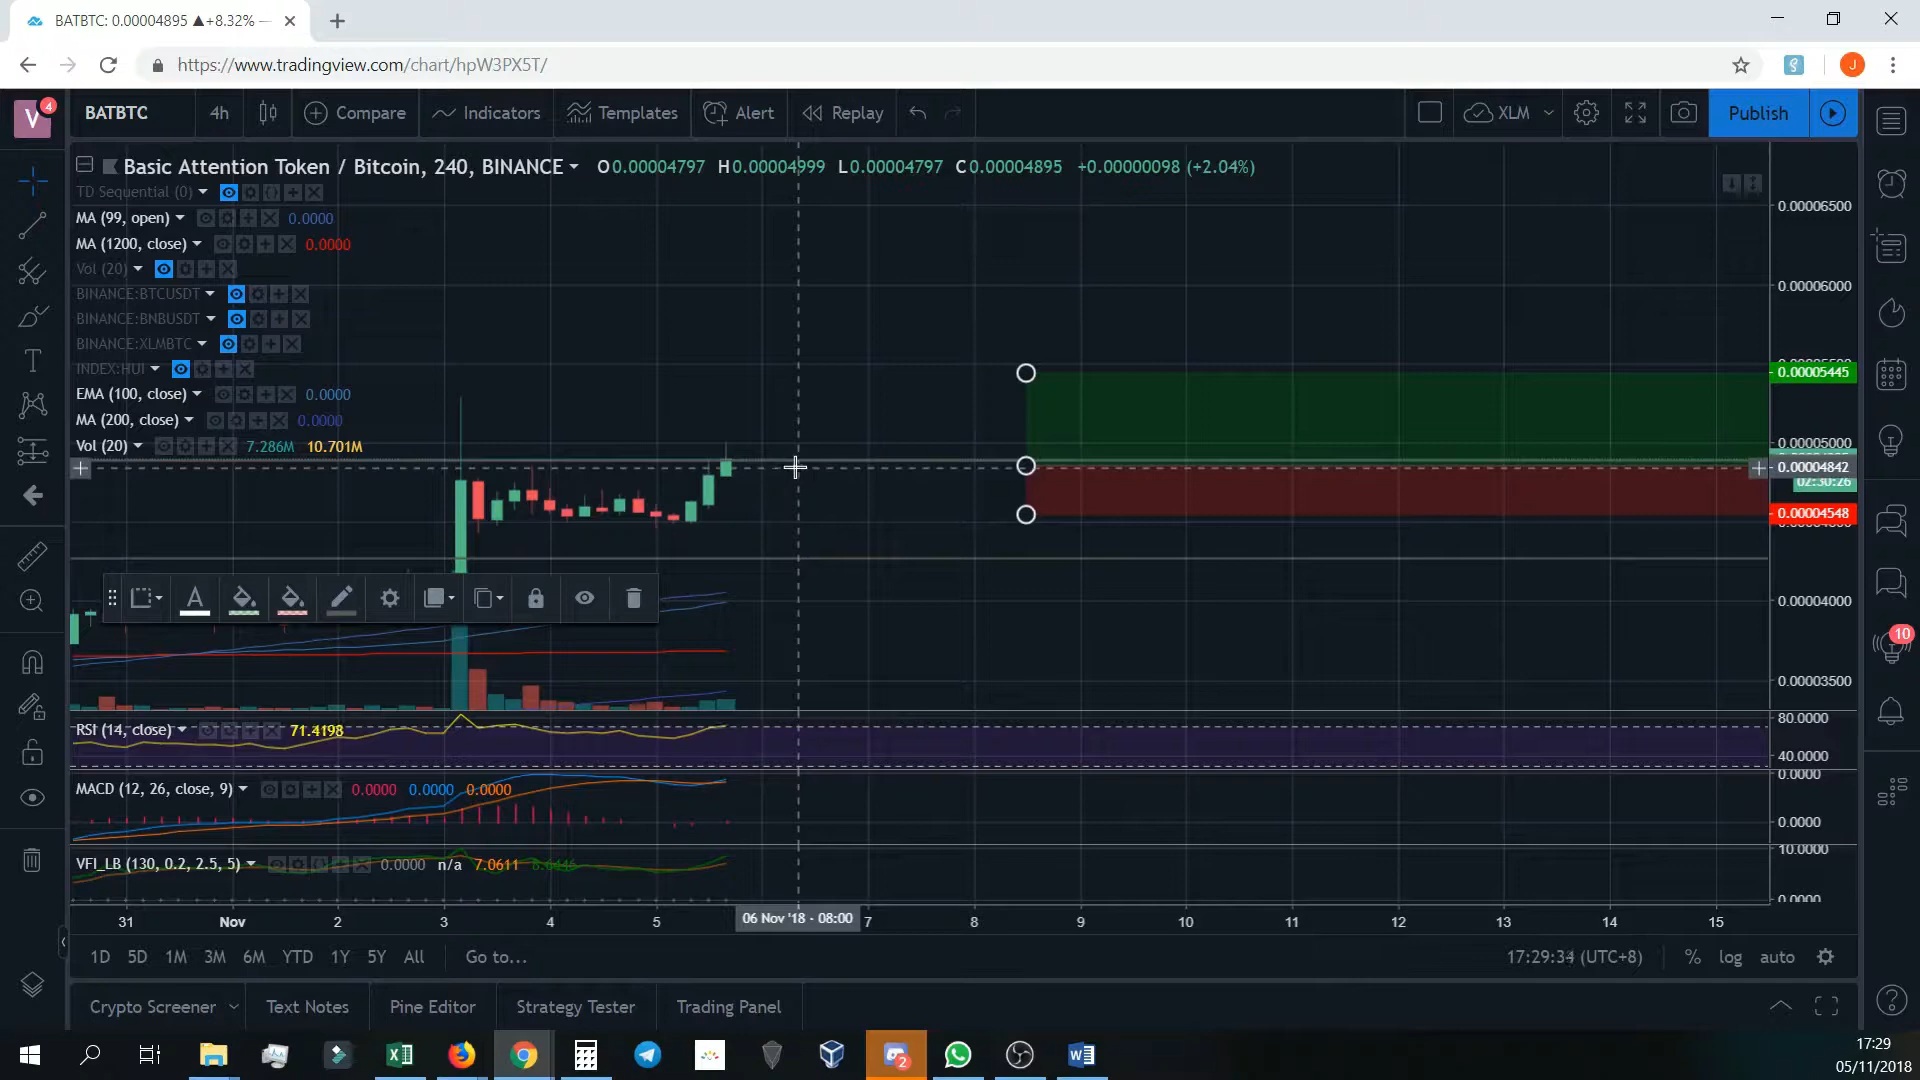 BATBTC: 0.00004895 ▲+8.32% —
https://www.tradingview.com/chart/hpW3PX5T/
J
V
4
BATBTC
4h
Compare
Indicators
Templates
Alert
Replay
XLM
Publish
Basic Attention Token / Bitcoin, 240, BINANCE
O0.00004797 H0.00004999 L0.00004797 C0.00004895 +0.00000098 (+2.04%)
TD Sequential (0)
MA (99, open) 0.0000
MA (1200, close) 0.0000
Vol (20)
BINANCE:BTCUSDT
BINANCE:BNBUSDT
BINANCE:XLMBTC
INDEX:HUI
EMA (100, close) 0.0000
MA (200, close) 0.0000
Vol (20) 7.286M 10.701M
0.00006500
0.00006000
0.00005445
0.00005000
0.00004842
02:30:26
0.00004548
0.00004000
0.00003500
A
RSI (14, close) 71.4198
80.0000
40.0000
MACD (12, 26, close, 9) 0.0000 0.0000 0.0000
0.0000
0.0000
VFI_LB (130, 0.2, 2.5, 5) 0.0000 n/a 7.0611
10.0000
0.0000
31 Nov 2 3 4 5 06 Nov '18 - 08:00 7 8 9 10 11 12 13 14 15
1D 5D 1M 3M 6M YTD 1Y 5Y All Go to...
17:29:34 (UTC+8) % log auto
Crypto Screener
Text Notes
Pine Editor
Strategy Tester
Trading Panel
10
2
17:29
05/11/2018